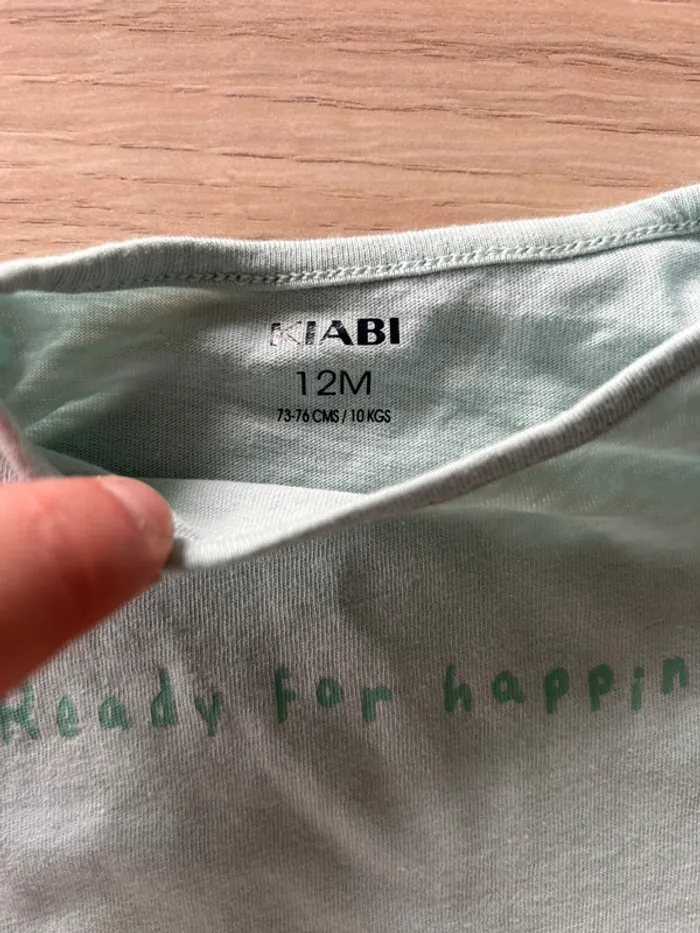 KIABI
12M
73-76 CMS / 10 KGS
Ready for happin